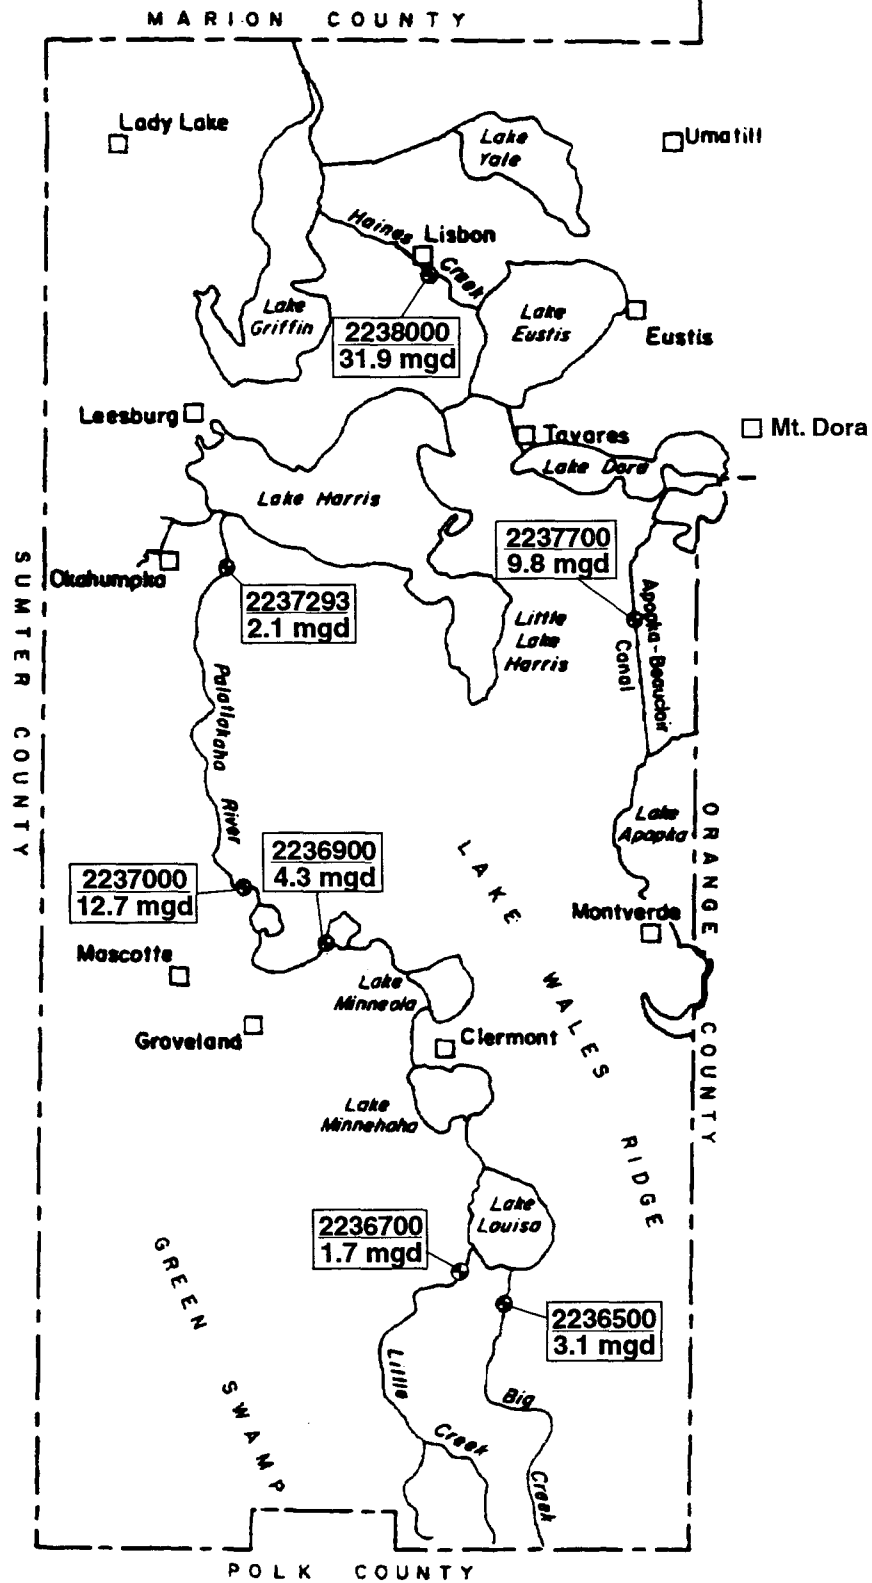 MARION COUNTY
Lady Lake
Umatill
Lake
Yale
Haines
Creek
Lisbon
Lake
Griffin
Lake
Eustis
Eustis
2238000
31.9 mgd
Leesburg
Mt. Dora
Tavares
Lake Dora
Lake Harris
2237700
9.8 mgd
SUMTER COUNTY
Okahumpka
2237293
2.1 mgd
Little
Lake
Harris
Apopka-Beauclair
Canal
Palatlakaha
River
Lake
Apopka
ORANGE COUNTY
LAKE WALES RIDGE
2236900
4.3 mgd
2237000
12.7 mgd
Montverde
Mascotte
Lake
Minneola
Groveland
Clermont
Lake
Minnehaha
Lake
Louisa
2236700
1.7 mgd
GREEN SWAMP
2236500
3.1 mgd
Little
Creek
Big
Creek
POLK COUNTY